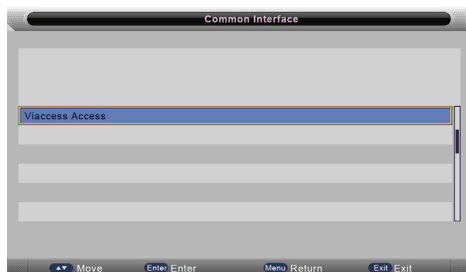 Common Interface
Viaccess Access
Move Enter Enter Menu Return Exit Exit